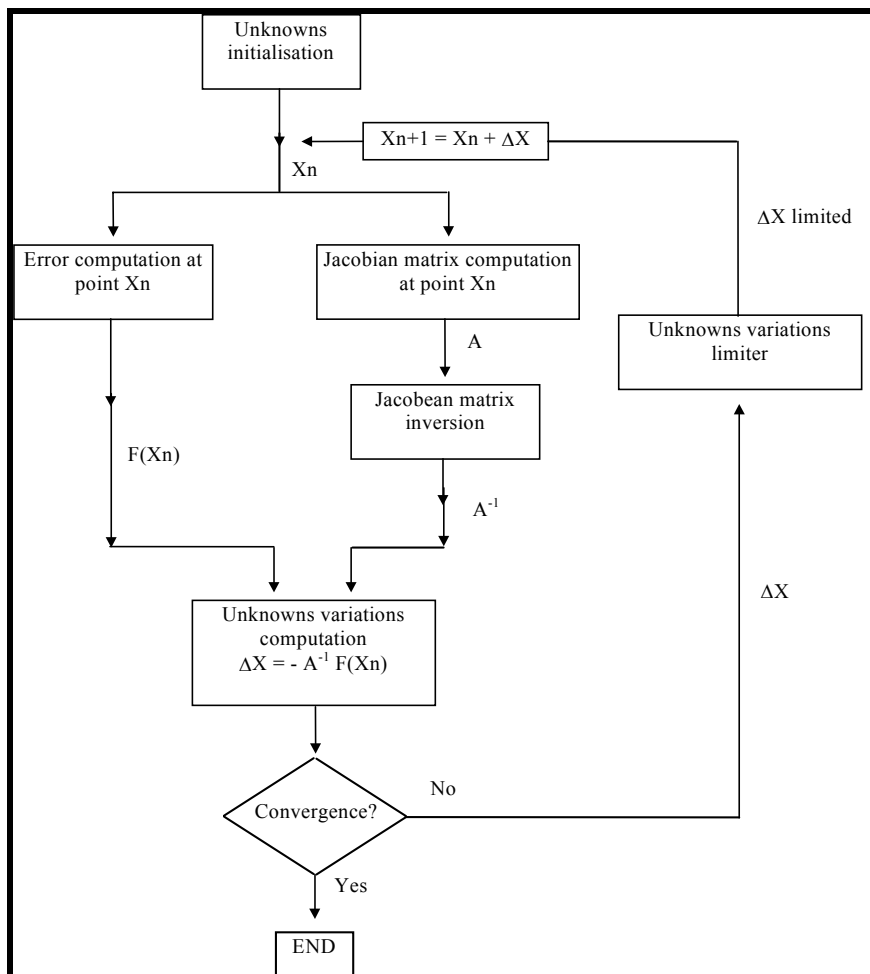 Unknowns
initialisation
Xn+1 = Xn + ΔX
Xn
ΔX limited
Error computation at
point Xn
Jacobian matrix computation
at point Xn
Unknowns variations
limiter
A
Jacobean matrix
inversion
F(Xn)
A⁻¹
ΔX
Unknowns variations
computation
ΔX = - A⁻¹ F(Xn)
No
Convergence?
Yes
END